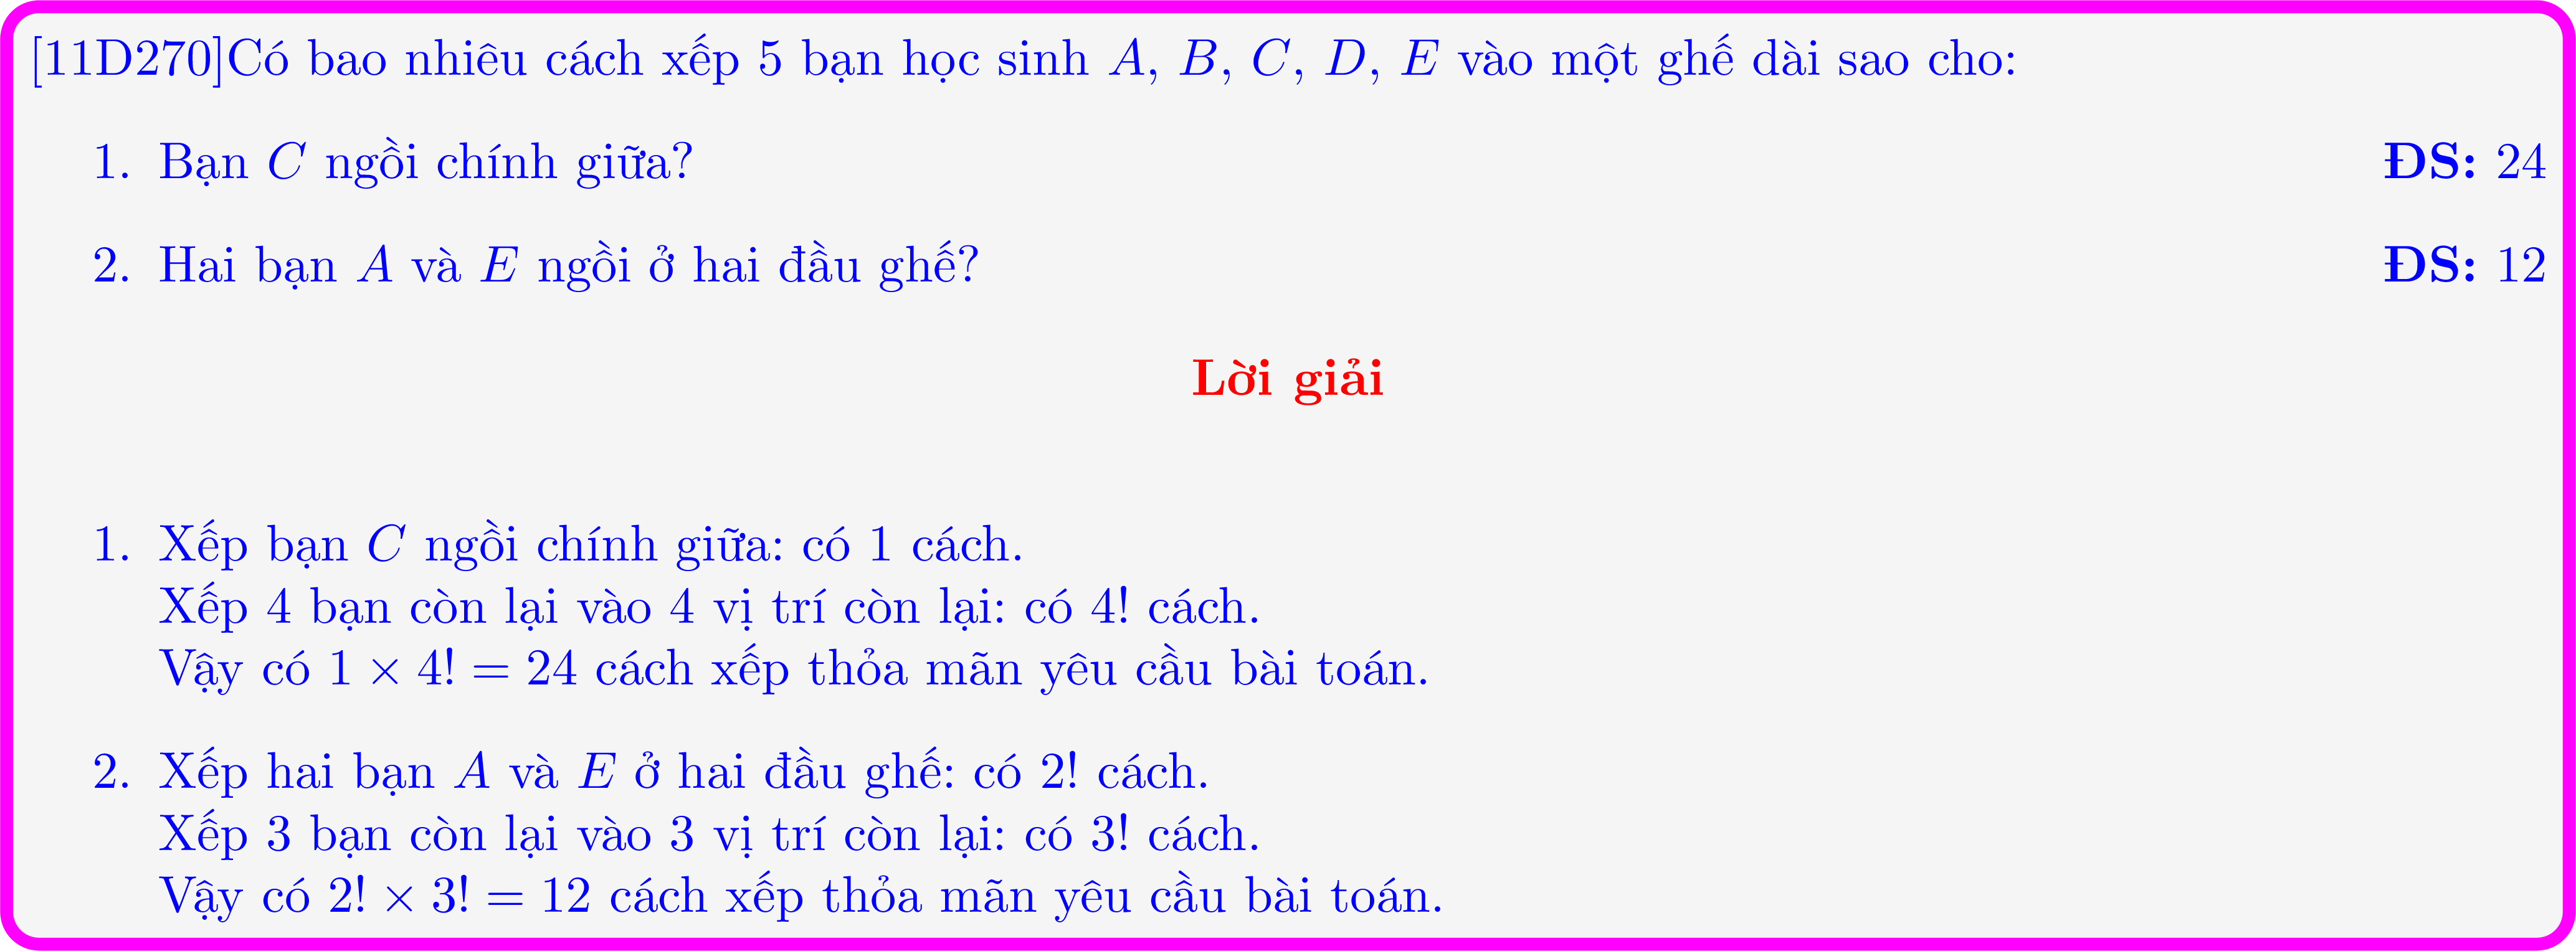 [11D270]Có bao nhiêu cách xếp 5 bạn học sinh A, B, C, D, E vào một ghế dài sao cho:
1. Bạn C ngồi chính giữa? ĐS: 24
2. Hai bạn A và E ngồi ở hai đầu ghế? ĐS: 12
Lời giải
1. Xếp bạn C ngồi chính giữa: có 1 cách.
Xếp 4 bạn còn lại vào 4 vị trí còn lại: có 4! cách.
Vậy có 1 × 4! = 24 cách xếp thỏa mãn yêu cầu bài toán.
2. Xếp hai bạn A và E ở hai đầu ghế: có 2! cách.
Xếp 3 bạn còn lại vào 3 vị trí còn lại: có 3! cách.
Vậy có 2! × 3! = 12 cách xếp thỏa mãn yêu cầu bài toán.